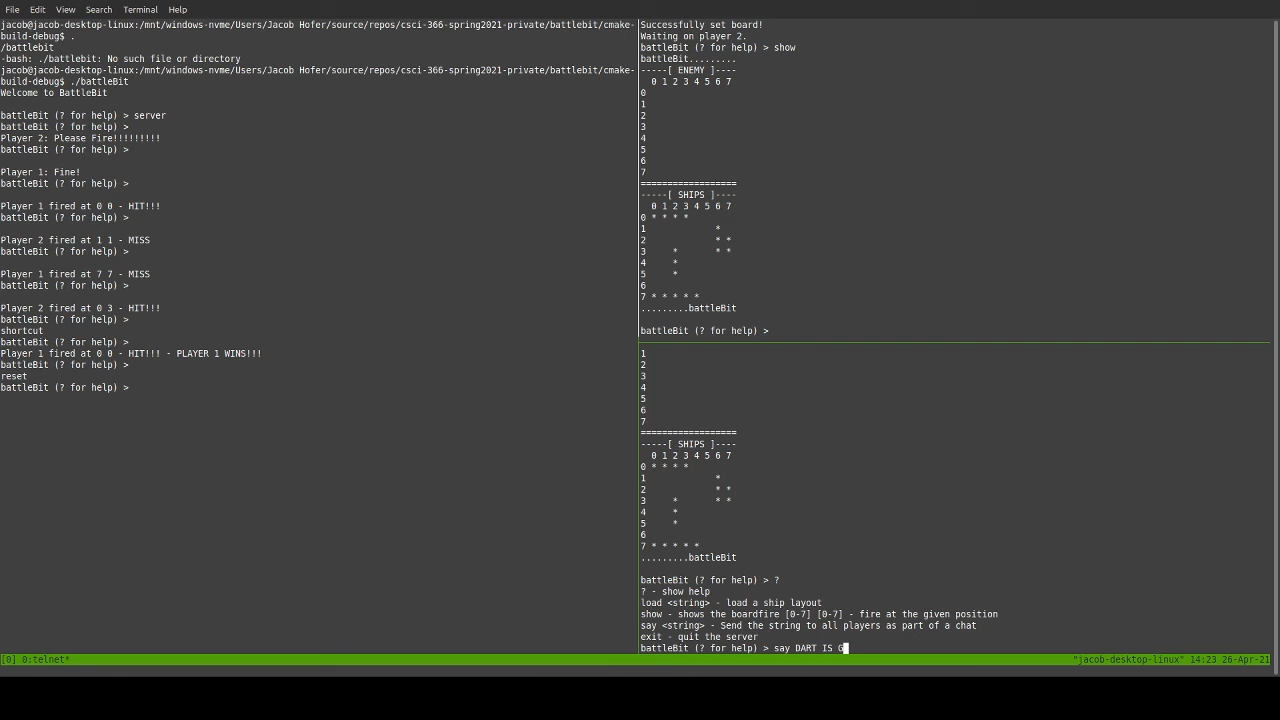 File Edit View Search Terminal Help
jacob@jacob-desktop-linux:/mnt/windows-nvme/Users/Jacob Hofer/source/repos/csci-366-spring2021-private/battlebit/cmake-
build-debug$ .
/battlebit
-bash: ./battlebit: No such file or directory
jacob@jacob-desktop-linux:/mnt/windows-nvme/Users/Jacob Hofer/source/repos/csci-366-spring2021-private/battlebit/cmake-
build-debug$ ./battleBit
Welcome to BattleBit
battleBit (? for help) > server
battleBit (? for help) >
Player 2: Please Fire!!!!!!!!!
battleBit (? for help) >
Player 1: Fine!
battleBit (? for help) >
Player 1 fired at 0 0 - HIT!!!
battleBit (? for help) >
Player 2 fired at 1 1 - MISS
battleBit (? for help) >
Player 1 fired at 7 7 - MISS
battleBit (? for help) >
Player 2 fired at 0 3 - HIT!!!
battleBit (? for help) >
shortcut
battleBit (? for help) >
Player 1 fired at 0 0 - HIT!!! - PLAYER 1 WINS!!!
battleBit (? for help) >
reset
battleBit (? for help) >
Successfully set board!
Waiting on player 2.
battleBit (? for help) > show
battleBit.........
-----[ ENEMY ]----
0 1 2 3 4 5 6 7
0
1
2
3
4
5
6
7
==================
-----[ SHIPS ]----
0 1 2 3 4 5 6 7
0 * * * *
1 *
2 * *
3 * * *
4 *
5 *
6
7 * * * * *
.........battleBit
battleBit (? for help) >
1
2
3
4
5
6
7
==================
-----[ SHIPS ]----
0 1 2 3 4 5 6 7
0 * * * *
1 *
2 * *
3 * * *
4 *
5 *
6
7 * * * * *
.........battleBit
battleBit (? for help) > ?
? - show help
load <string> - load a ship layout
show - shows the boardfire [0-7] [0-7] - fire at the given position
say <string> - Send the string to all players as part of a chat
exit - quit the server
battleBit (? for help) > say DART IS G
[0] 0:telnet* "jacob-desktop-linux" 14:23 26-Apr-21